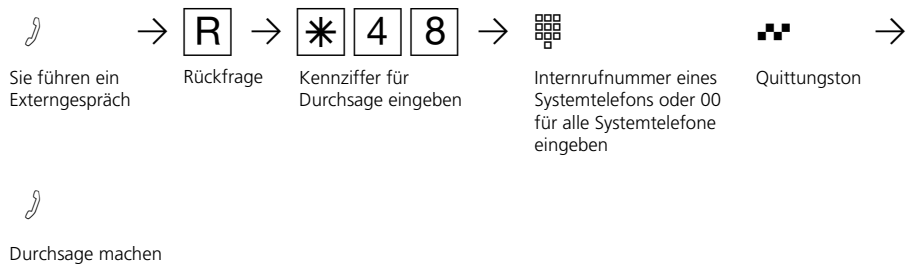 R * 4 8
Sie führen ein
Externgespräch
Rückfrage
Kennziffer für
Durchsage eingeben
Internrufnummer eines
Systemtelefons oder 00
für alle Systemtelefone
eingeben
Quittungston
Durchsage machen